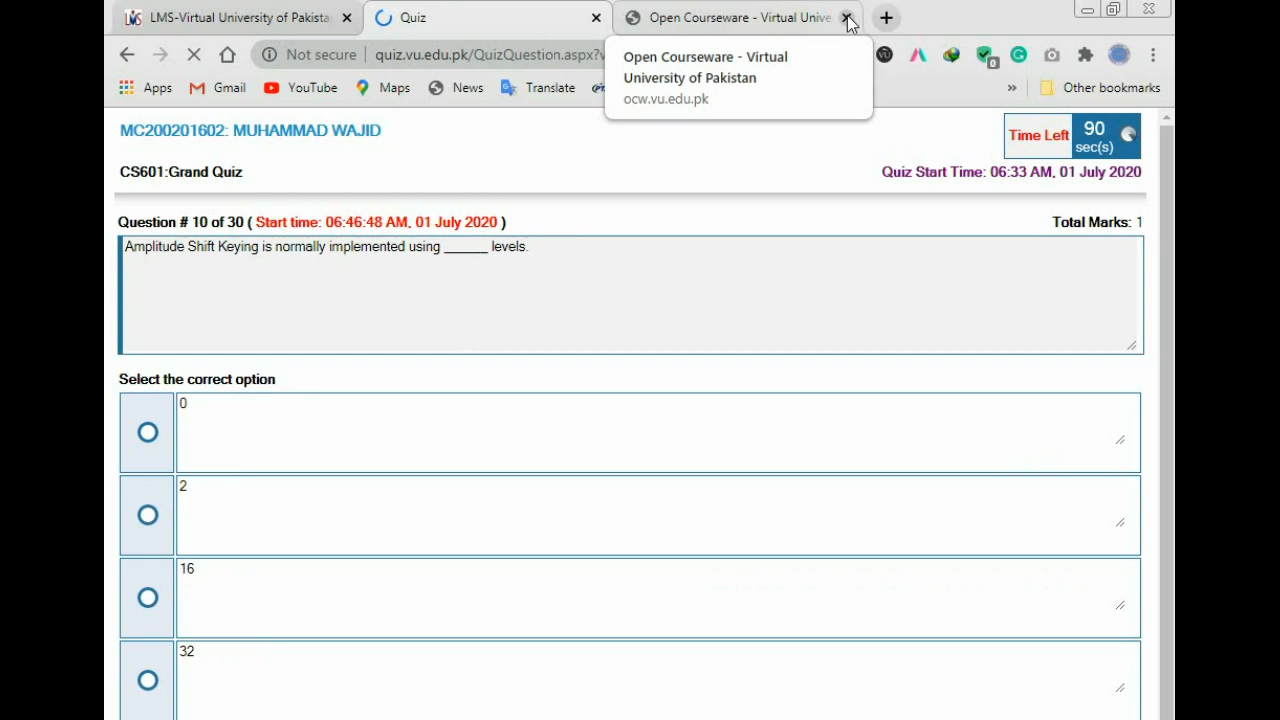 LMS-Virtual University of Pakista
Quiz
Open Courseware - Virtual Unive
Not secure
quiz.vu.edu.pk/QuizQuestion.aspx?v
Open Courseware - Virtual
University of Pakistan
ocw.vu.edu.pk
0
Apps
Gmail
YouTube
Maps
News
Translate
»
Other bookmarks
MC200201602: MUHAMMAD WAJID
Time Left
90
sec(s)
CS601:Grand Quiz
Quiz Start Time: 06:33 AM, 01 July 2020
Question # 10 of 30 ( Start time: 06:46:48 AM, 01 July 2020 )
Total Marks: 1
Amplitude Shift Keying is normally implemented using ______ levels.
Select the correct option
0
2
16
32